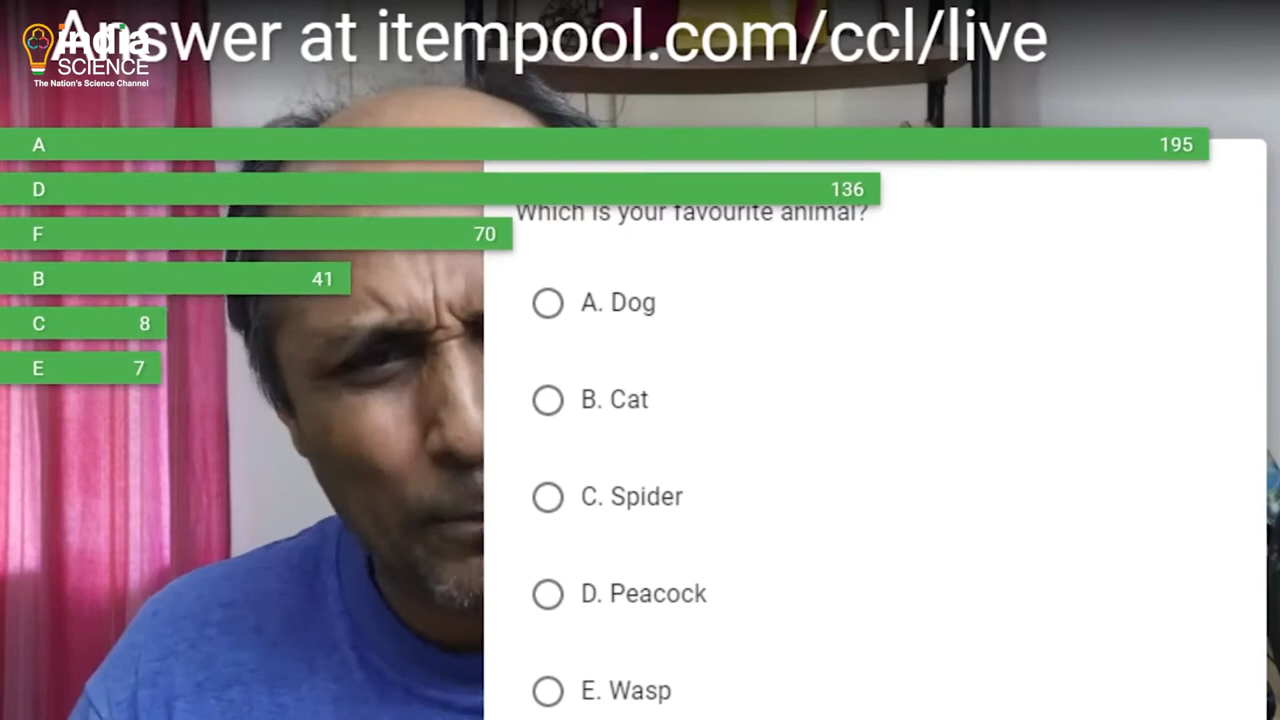 Answer at itempool.com/ccl/live
india
SCIENCE
The Nation's Science Channel
A 195
D 136
F 70
B 41
C 8
E 7
Which is your favourite animal?
A. Dog
B. Cat
C. Spider
D. Peacock
E. Wasp